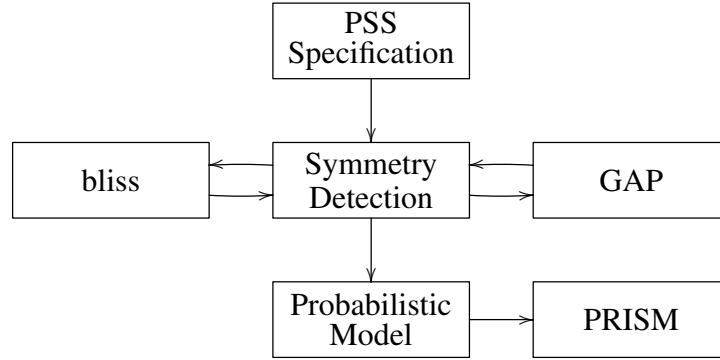 PSS
Specification
bliss
Symmetry
Detection
GAP
Probabilistic
Model
PRISM